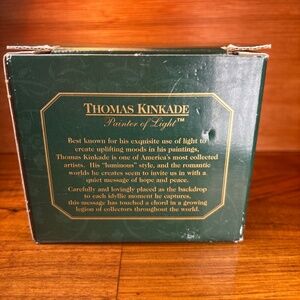 THOMAS KINKADE
Painter of Light™
Best known for his exquisite use of light to
create uplifting moods in his paintings,
Thomas Kinkade is one of America's most collected
artists. His "luminous" style, and the romantic
worlds he creates seem to invite us in with a
quiet message of hope and peace.
Carefully and lovingly placed as the backdrop
to each idyllic moment he captures,
this message has touched a chord in a growing
legion of collectors throughout the world.